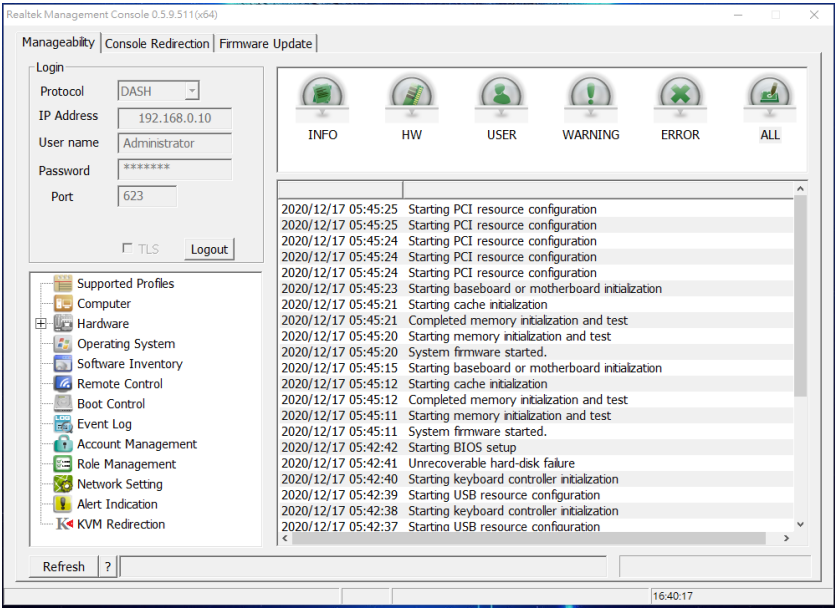 Realtek Management Console 0.5.9.511(x64)
Manageability Console Redirection Firmware Update
Login
Protocol DASH
IP Address 192.168.0.10
User name Administrator
Password *******
Port 623
TLS Logout
Supported Profiles
Computer
Hardware
Operating System
Software Inventory
Remote Control
Boot Control
Event Log
Account Management
Role Management
Network Setting
Alert Indication
KVM Redirection
INFO HW USER WARNING ERROR ALL
2020/12/17 05:45:25 Starting PCI resource configuration
2020/12/17 05:45:25 Starting PCI resource configuration
2020/12/17 05:45:24 Starting PCI resource configuration
2020/12/17 05:45:24 Starting PCI resource configuration
2020/12/17 05:45:24 Starting PCI resource configuration
2020/12/17 05:45:23 Starting baseboard or motherboard initialization
2020/12/17 05:45:21 Starting cache initialization
2020/12/17 05:45:21 Completed memory initialization and test
2020/12/17 05:45:20 Starting memory initialization and test
2020/12/17 05:45:20 System firmware started.
2020/12/17 05:45:15 Starting baseboard or motherboard initialization
2020/12/17 05:45:12 Starting cache initialization
2020/12/17 05:45:12 Completed memory initialization and test
2020/12/17 05:45:11 Starting memory initialization and test
2020/12/17 05:45:11 System firmware started.
2020/12/17 05:42:42 Starting BIOS setup
2020/12/17 05:42:41 Unrecoverable hard-disk failure
2020/12/17 05:42:40 Starting keyboard controller initialization
2020/12/17 05:42:39 Starting USB resource configuration
2020/12/17 05:42:38 Starting keyboard controller initialization
2020/12/17 05:42:37 Starting USB resource configuration
Refresh ?
16:40:17